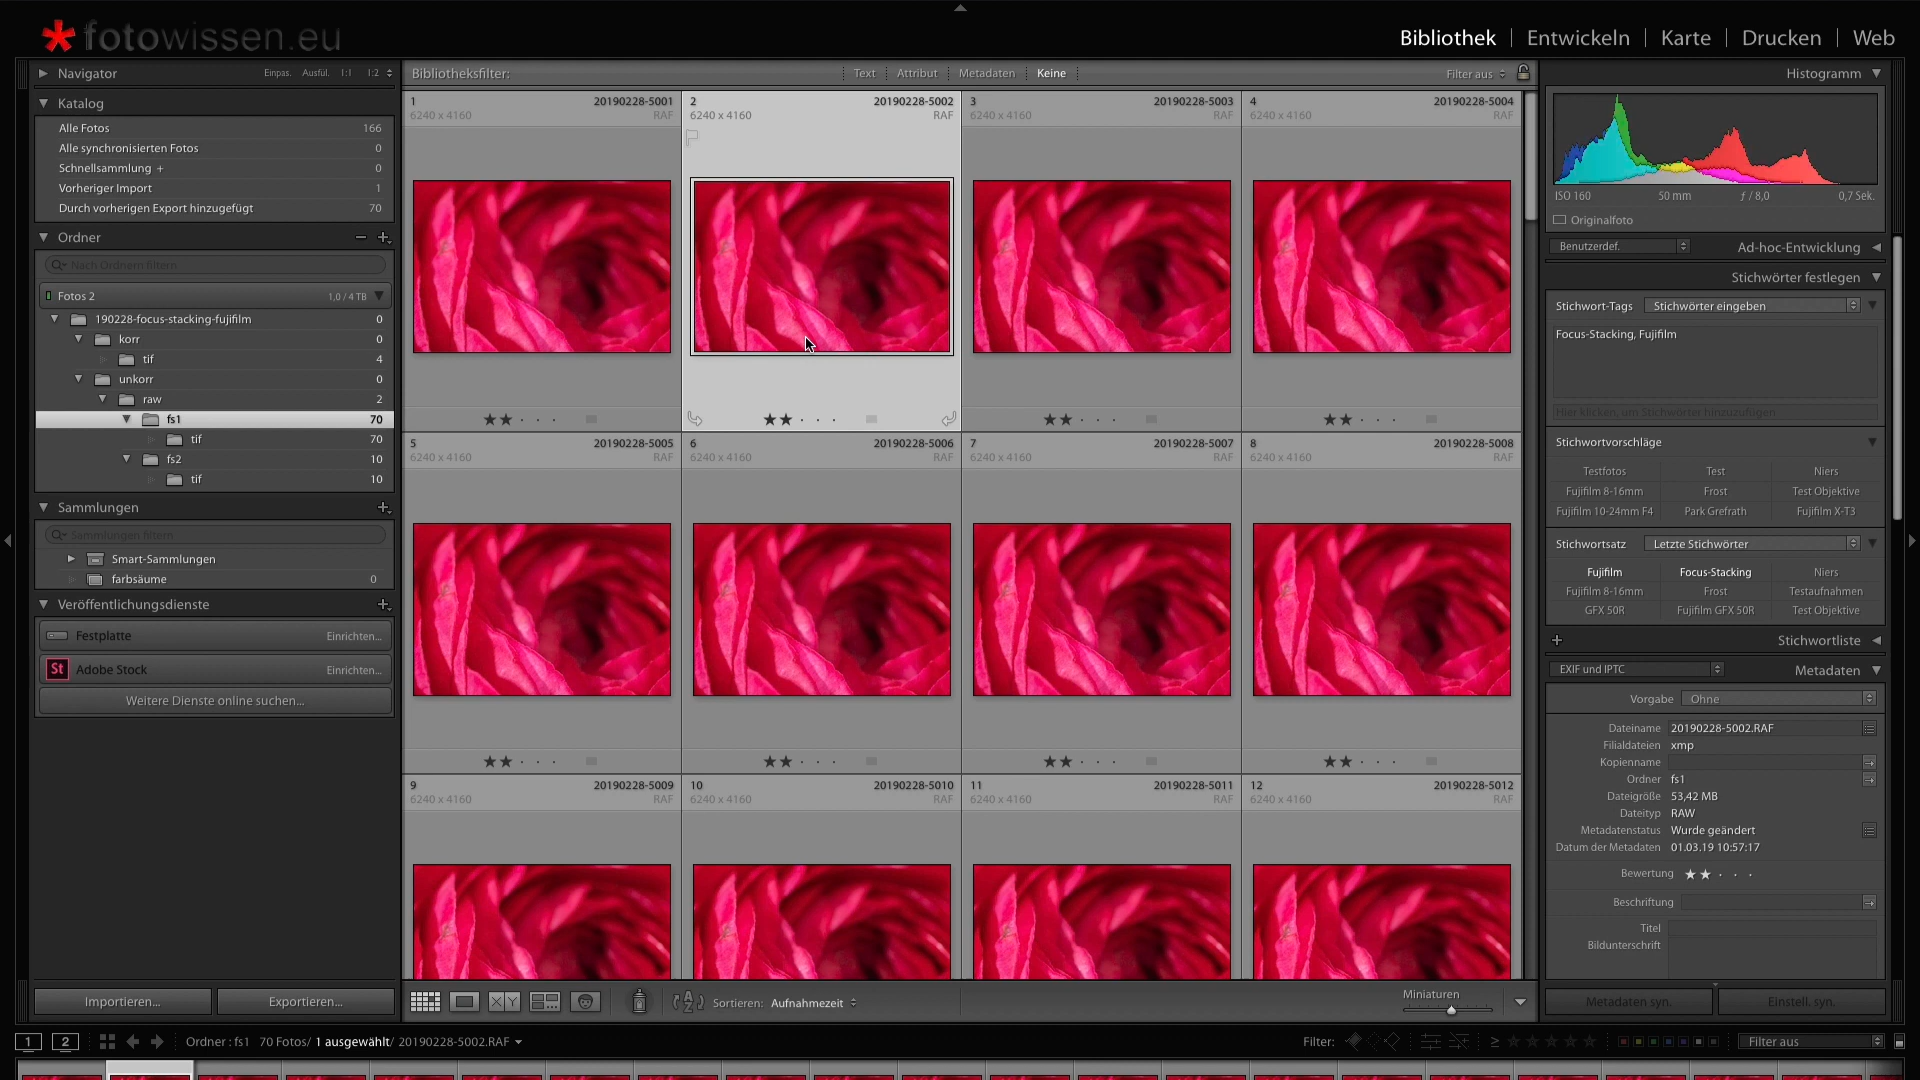 fotowissen.eu
Bibliothek | Entwickeln | Karte | Drucken | Web
Navigator Einpas. Ausfül. 1:1 1:2
Katalog
Alle Fotos 166
Alle synchronisierten Fotos 0
Schnellsammlung + 0
Vorheriger Import 1
Durch vorherigen Export hinzugefügt 70
Ordner
Nach Ordnern filtern
Fotos 2 1,0 / 4 TB
190228-focus-stacking-fujifilm 0
korr 0
tif 4
unkorr 0
raw 2
fs1 70
tif 70
fs2 10
tif 10
Sammlungen
Sammlungen filtern
Smart-Sammlungen
farbsäume 0
Veröffentlichungsdienste
Festplatte Einrichten...
St Adobe Stock Einrichten...
Weitere Dienste online suchen...
Importieren... Exportieren...
Bibliotheksfilter: Text Attribut Metadaten Keine Filter aus
1 20190228-5001 2 20190228-5002 3 20190228-5003 4 20190228-5004
6240 x 4160 RAF 6240 x 4160 RAF 6240 x 4160 RAF 6240 x 4160 RAF
5 20190228-5005 6 20190228-5006 7 20190228-5007 8 20190228-5008
6240 x 4160 RAF 6240 x 4160 RAF 6240 x 4160 RAF 6240 x 4160 RAF
9 20190228-5009 10 20190228-5010 11 20190228-5011 12 20190228-5012
6240 x 4160 RAF 6240 x 4160 RAF 6240 x 4160 RAF 6240 x 4160 RAF
XY Sortieren: Aufnahmezeit Miniaturen
Histogramm
ISO 160 50 mm ƒ / 8,0 0,7 Sek.
Originalfoto
Benutzerdef. Ad-hoc-Entwicklung
Stichwörter festlegen
Stichwort-Tags Stichwörter eingeben
Focus-Stacking, Fujifilm
Hier klicken, um Stichwörter hinzuzufügen
Stichwortvorschläge
Testfotos Test Niers
Fujifilm 8-16mm Frost Test Objektive
Fujifilm 10-24mm F4 Park Grefrath Fujifilm X-T3
Stichwortsatz Letzte Stichwörter
Fujifilm Focus-Stacking Niers
Fujifilm 8-16mm Frost Testaufnahmen
GFX 50R Fujifilm GFX 50R Test Objektive
Stichwortliste
EXIF und IPTC Metadaten
Vorgabe Ohne
Dateiname 20190228-5002.RAF
Filialdateien xmp
Kopienname
Ordner fs1
Dateigröße 53,42 MB
Dateityp RAW
Metadatenstatus Wurde geändert
Datum der Metadaten 01.03.19 10:57:17
Bewertung
Beschriftung
Titel
Bildunterschrift
Metadaten syn. Einstell. syn.
1 2 Ordner : fs1 70 Fotos/ 1 ausgewählt/ 20190228-5002.RAF Filter: ≥ Filter aus